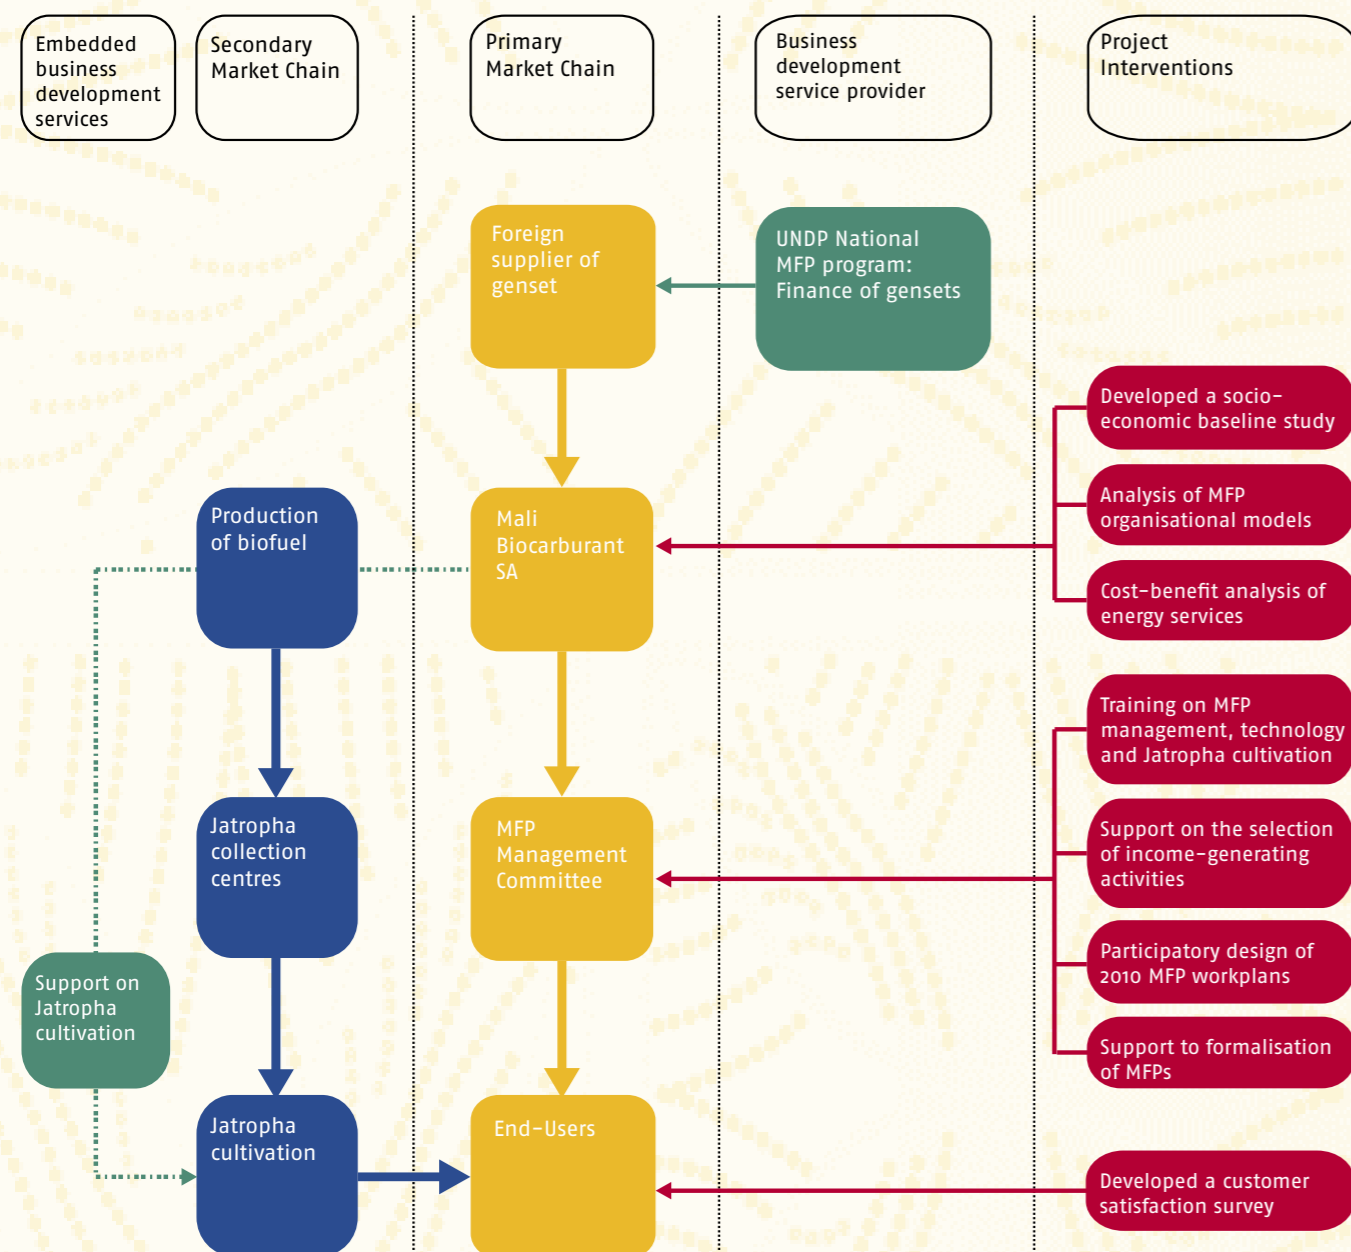 Embedded
business
development
services
Secondary
Market Chain
Primary
Market Chain
Business
development
service provider
Project
Interventions
Foreign
supplier of
genset
UNDP National
MFP program:
Finance of gensets
Developed a socio-
economic baseline study
Analysis of MFP
organisational models
Cost-benefit analysis of
energy services
Production
of biofuel
Mali
Biocarburant
SA
Training on MFP
management, technology
and Jatropha cultivation
Support on the selection
of income-generating
activities
Participatory design of
2010 MFP workplans
Support to formalisation
of MFPs
Jatropha
collection
centres
MFP
Management
Committee
Support on
Jatropha
cultivation
Jatropha
cultivation
End-Users
Developed a customer
satisfaction survey